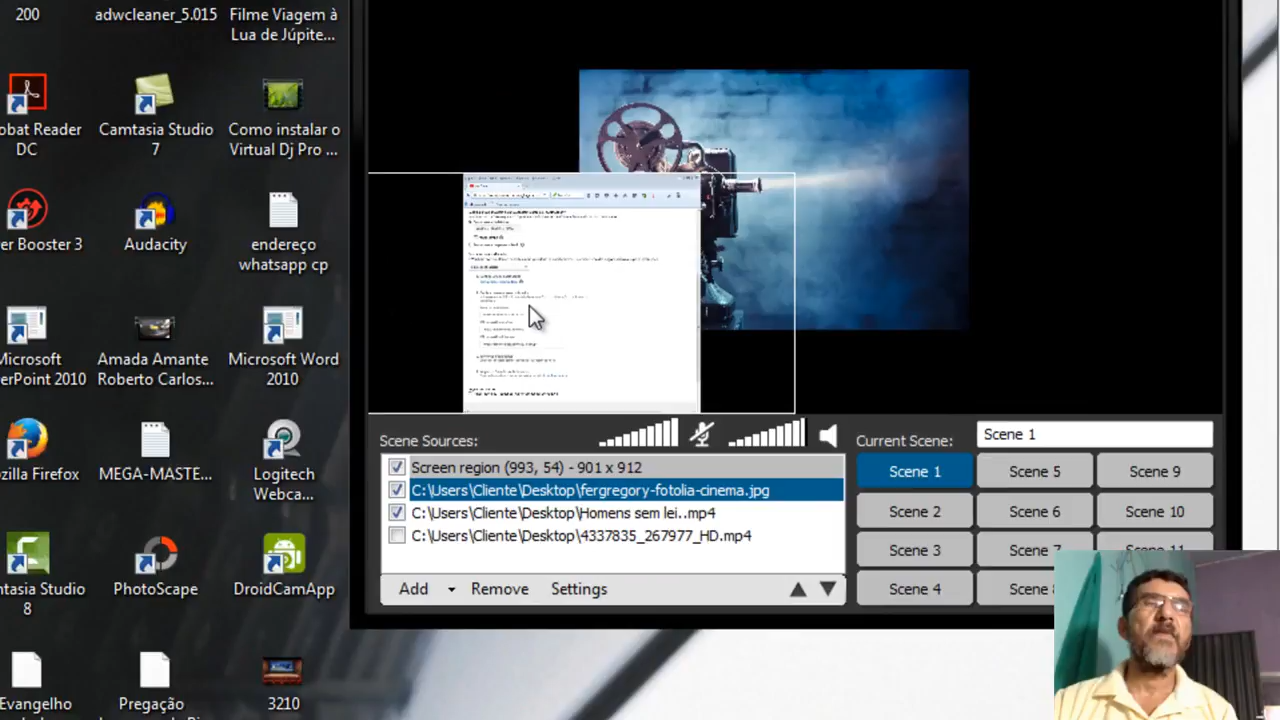 200
adwcleaner_5.015
Filme Viagem à
Lua de Júpite...
obat Reader
DC
Camtasia Studio
7
Como instalar o
Virtual Dj Pro ...
er Booster 3
Audacity
endereço
whatsapp cp
Microsoft
erPoint 2010
Amada Amante
Roberto Carlos...
Microsoft Word
2010
zilla Firefox
MEGA-MASTE...
Logitech
Webca...
ntasia Studio
8
PhotoScape
DroidCamApp
Evangelho
Pregação
3210
Scene Sources:
Screen region (993, 54) - 901 x 912
C:\Users\Cliente\Desktop\fergregory-fotolia-cinema.jpg
C:\Users\Cliente\Desktop\Homens sem lei..mp4
C:\Users\Cliente\Desktop\4337835_267977_HD.mp4
Add
Remove
Settings
Current Scene:
Scene 1
Scene 1
Scene 5
Scene 9
Scene 2
Scene 6
Scene 10
Scene 3
Scene 7
Scene 4
Scene